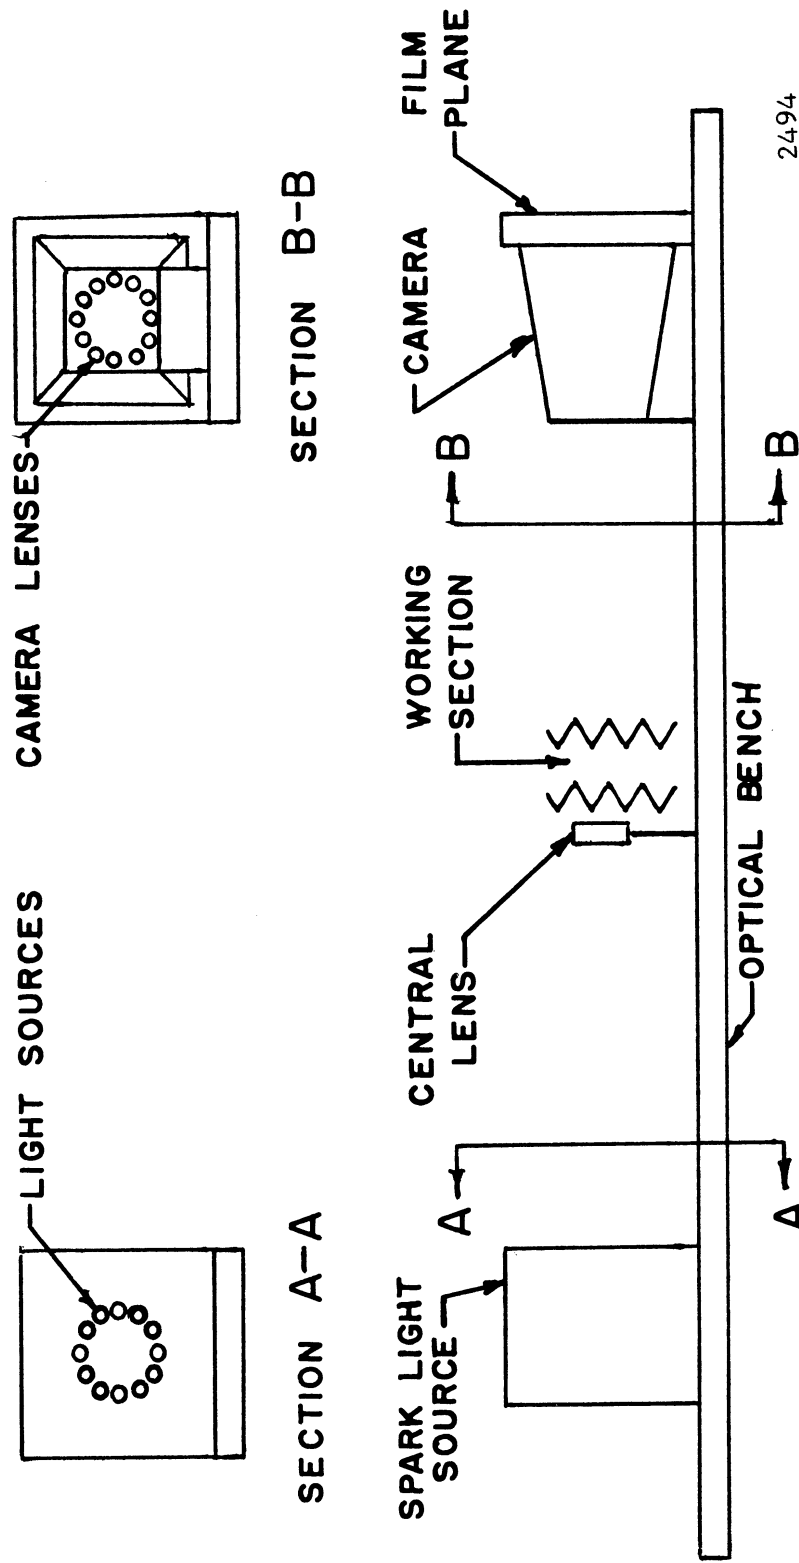 LIGHT SOURCES
CAMERA LENSES
SECTION A-A
SECTION B-B
SPARK LIGHT
SOURCE
A
A
CENTRAL
LENS
WORKING
SECTION
B
B
CAMERA
FILM
PLANE
OPTICAL BENCH
2494